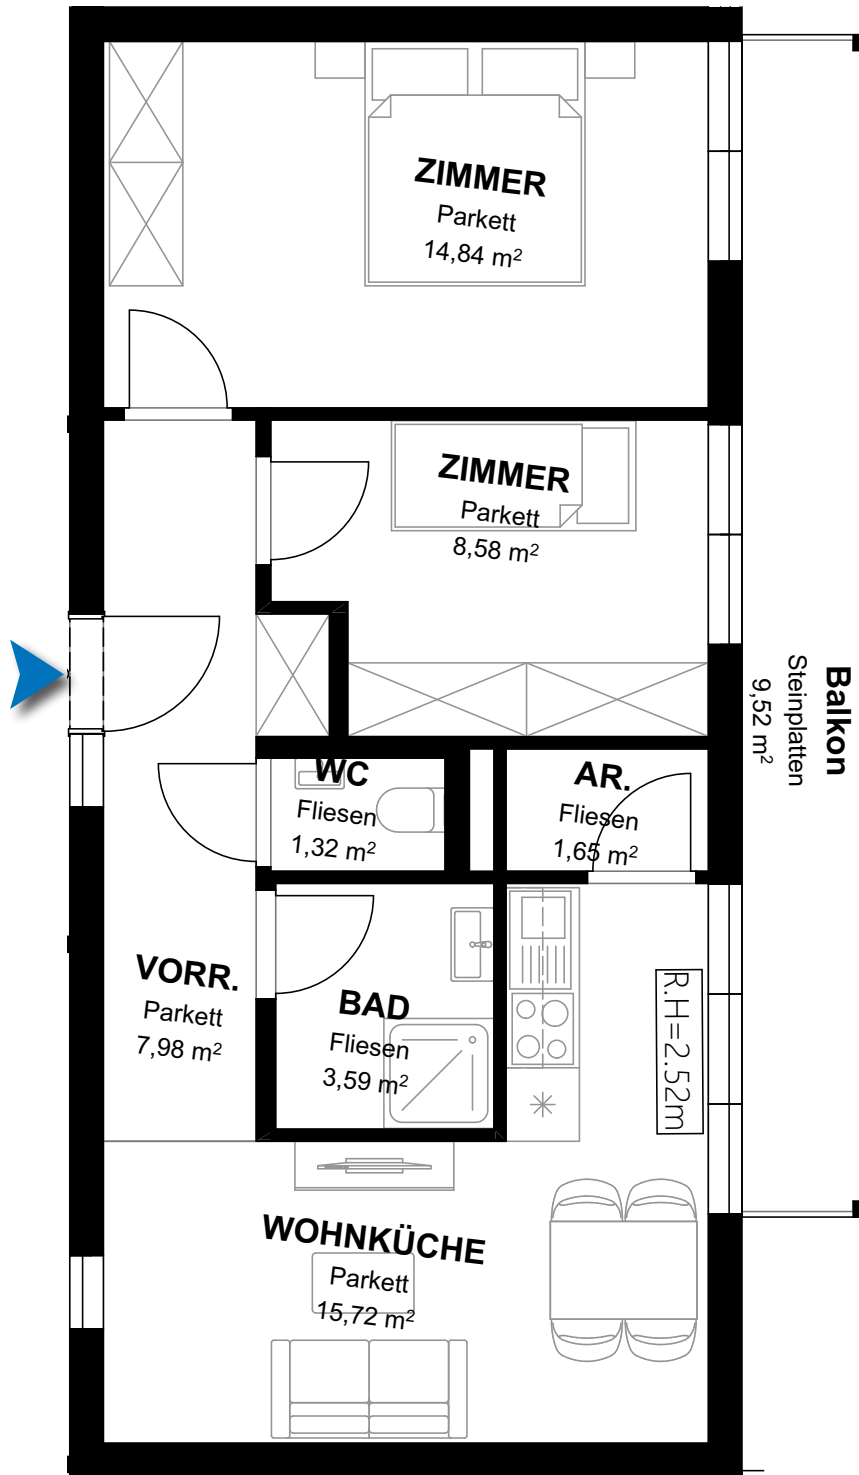 ZIMMER
Parkett
14,84 m²
ZIMMER
Parkett
8,58 m²
Balkon
Steinplatten
9,52 m²
WC
Fliesen
1,32 m²
AR.
Fliesen
1,65 m²
VORR.
Parkett
7,98 m²
BAD
Fliesen
3,59 m²
R.H=2.52m
WOHNKÜCHE
Parkett
15,72 m²